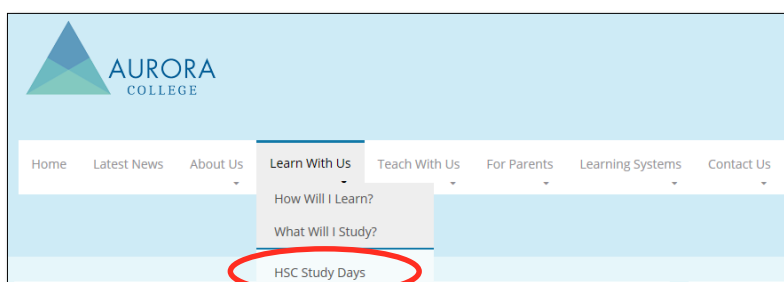 AURORA
COLLEGE
Home Latest News About Us Learn With Us Teach With Us For Parents Learning Systems Contact Us
How Will I Learn?
What Will I Study?
HSC Study Days